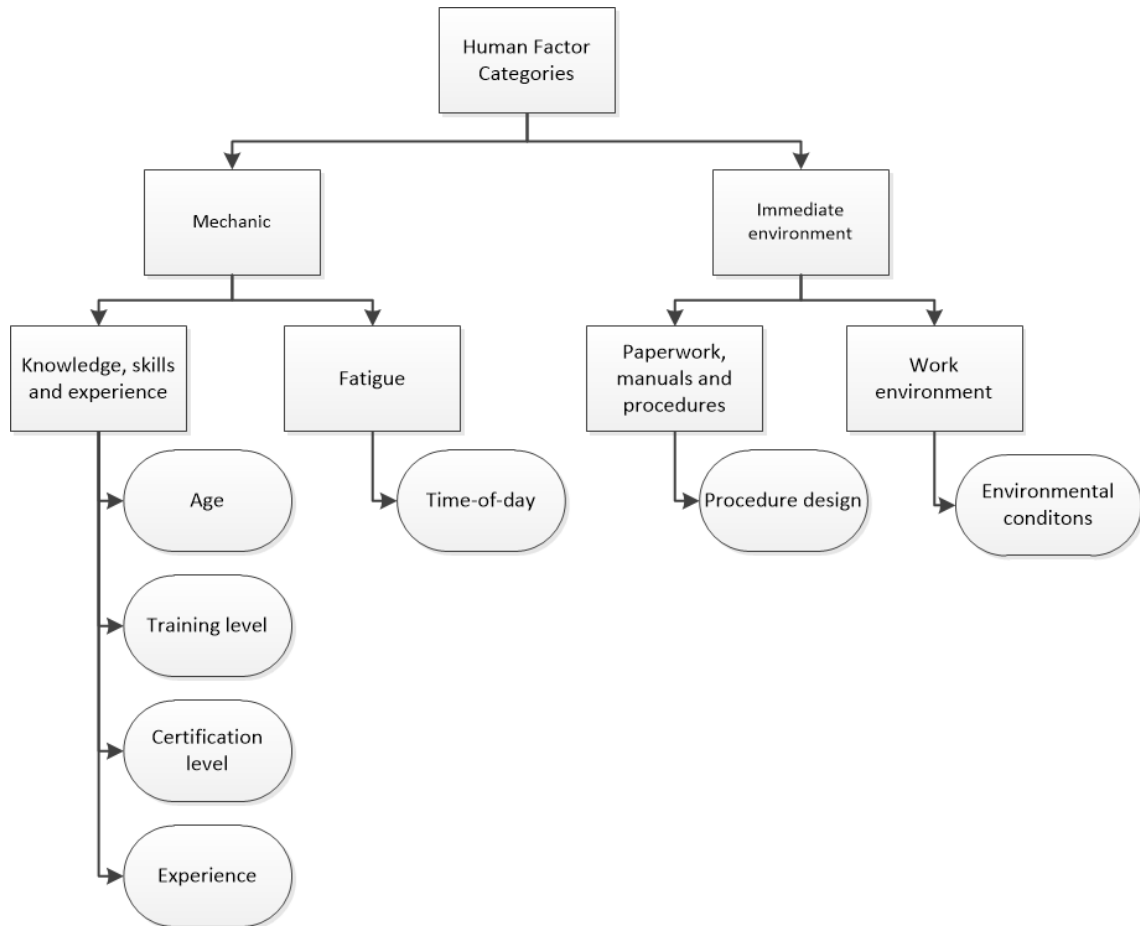 Human Factor
Categories
Mechanic
Immediate
environment
Knowledge, skills
and experience
Fatigue
Paperwork,
manuals and
procedures
Work
environment
Age
Time-of-day
Procedure design
Environmental
conditons
Training level
Certification
level
Experience